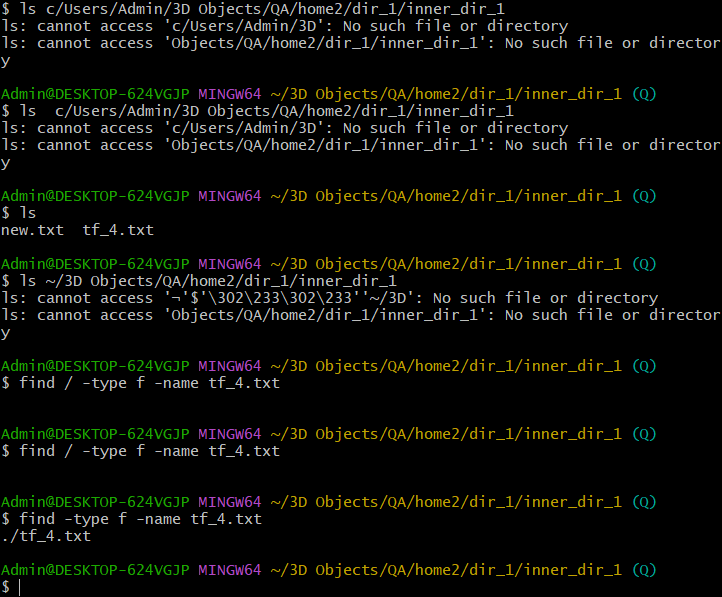 $ ls c/Users/Admin/3D Objects/QA/home2/dir_1/inner_dir_1
ls: cannot access 'c/Users/Admin/3D': No such file or directory
ls: cannot access 'Objects/QA/home2/dir_1/inner_dir_1': No such file or director
y
Admin@DESKTOP-624VGJP MINGW64 ~/3D Objects/QA/home2/dir_1/inner_dir_1 (Q)
$ ls  c/Users/Admin/3D Objects/QA/home2/dir_1/inner_dir_1
ls: cannot access 'c/Users/Admin/3D': No such file or directory
ls: cannot access 'Objects/QA/home2/dir_1/inner_dir_1': No such file or director
y
Admin@DESKTOP-624VGJP MINGW64 ~/3D Objects/QA/home2/dir_1/inner_dir_1 (Q)
$ ls
new.txt  tf_4.txt
Admin@DESKTOP-624VGJP MINGW64 ~/3D Objects/QA/home2/dir_1/inner_dir_1 (Q)
$ ls ~/3D Objects/QA/home2/dir_1/inner_dir_1
ls: cannot access '¬'$'\302\233\302\233''~/3D': No such file or directory
ls: cannot access 'Objects/QA/home2/dir_1/inner_dir_1': No such file or director
y
Admin@DESKTOP-624VGJP MINGW64 ~/3D Objects/QA/home2/dir_1/inner_dir_1 (Q)
$ find / -type f -name tf_4.txt
Admin@DESKTOP-624VGJP MINGW64 ~/3D Objects/QA/home2/dir_1/inner_dir_1 (Q)
$ find / -type f -name tf_4.txt
Admin@DESKTOP-624VGJP MINGW64 ~/3D Objects/QA/home2/dir_1/inner_dir_1 (Q)
$ find -type f -name tf_4.txt
./tf_4.txt
Admin@DESKTOP-624VGJP MINGW64 ~/3D Objects/QA/home2/dir_1/inner_dir_1 (Q)
$